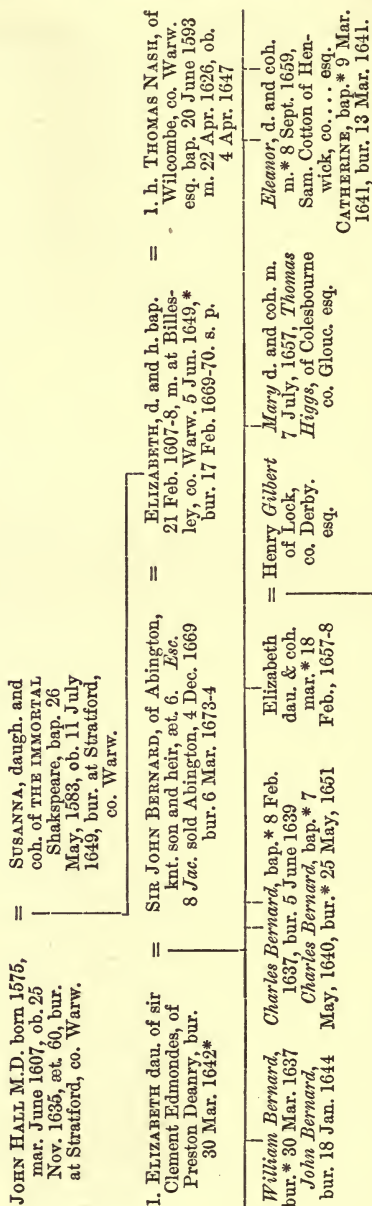 JOHN HALL M.D. born 1575,
mar. June 1607, ob. 25
Nov. 1635, æt. 60, bur.
at Stratford, co. Warw.
=
SUSANNA, daugh. and
coh. of THE IMMORTAL
Shakspeare, bap. 26
May, 1583, ob. 11 July
1649, bur. at Stratford,
co. Warw.
1. ELIZABETH dau. of sir
Clement Edmondes, of
Preston Deanry, bur.
30 Mar. 1642*
=
SIR JOHN BERNARD, of Abington,
knt. son and heir, æt. 6. Esc.
8 Jac. sold Abington, 4 Dec. 1669
bur. 6 Mar. 1673-4
=
ELIZABETH, d. and h. bap.
21 Feb. 1607-8, m. at Billes-
ley, co. Warw. 5 Jun. 1649,*
bur. 17 Feb. 1669-70. s. p.
=
1. h. THOMAS NASH, of
Wilcombe, co. Warw.
esq. bap. 20 June 1593
m. 22 Apr. 1626, ob.
4 Apr. 1647
William Bernard,
bur.* 30 Mar. 1637
John Bernard,
bur. 18 Jan. 1644
Charles Bernard, bap.* 8 Feb.
1637, bur. 5 June 1639
Charles Bernard, bap.* 7
May, 1640, bur.* 25 May, 1651
Elizabeth
dau. & coh.
mar.* 18
Feb., 1657-8
=
Henry Gilbert
of Lock,
co. Derby.
esq.
Mary d. and coh. m.
7 July, 1657, Thomas
Higgs, of Colesbourne
co. Glouc. esq.
Eleanor, d. and coh.
m.* 8 Sept. 1659,
Sam. Cotton of Hen-
wick, co.... esq.
CATHERINE, bap.* 9 Mar.
1641, bur. 13 Mar. 1641.